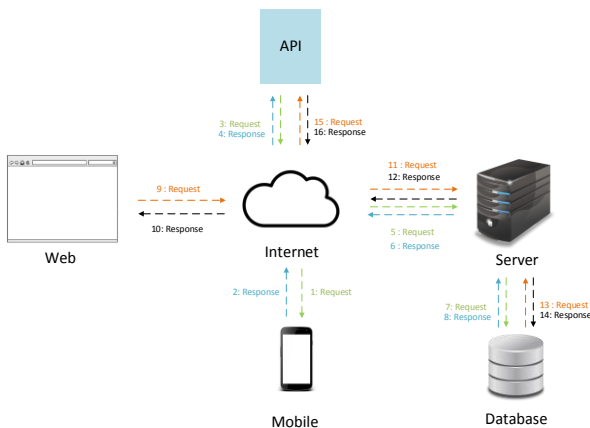 API
3: Request
4: Response
15 : Request
16: Response
9 : Request
10: Response
11 : Request
12: Response
5 : Request
6 : Response
Web
Internet
Server
2: Response
1: Request
7: Request
8: Response
13 : Request
14: Response
Mobile
Database